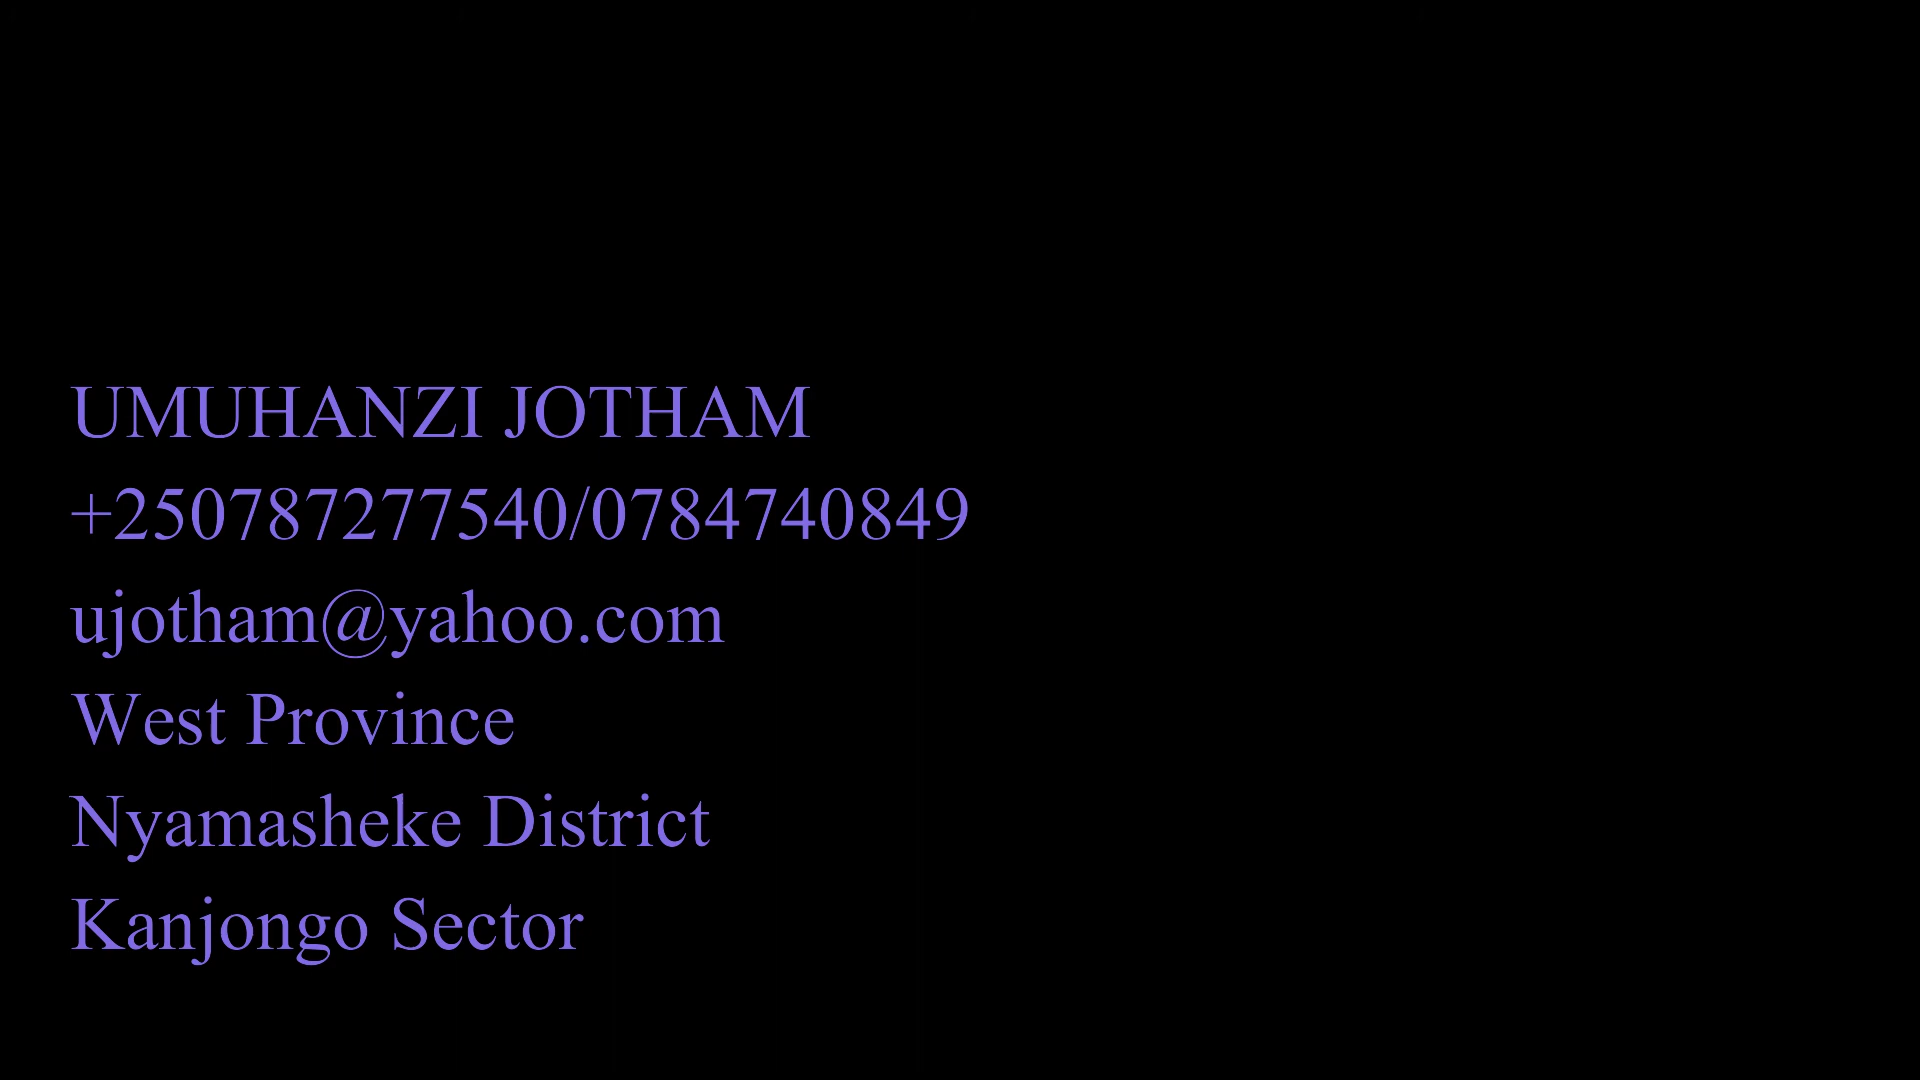 UMUHANZI JOTHAM
+250787277540/0784740849
ujotham@yahoo.com
West Province
Nyamasheke District
Kanjongo Sector